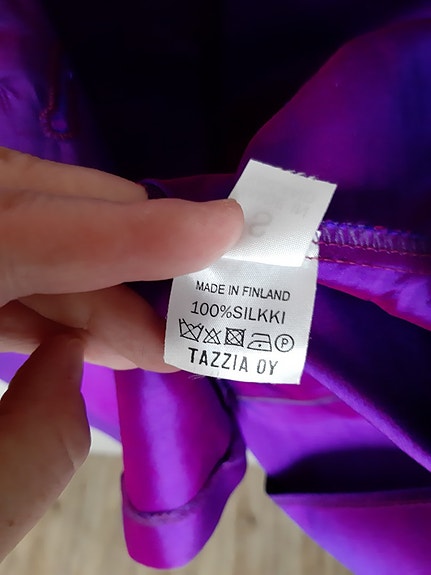 MADE IN FINLAND
100%SILKKI
P
TAZZIA OY